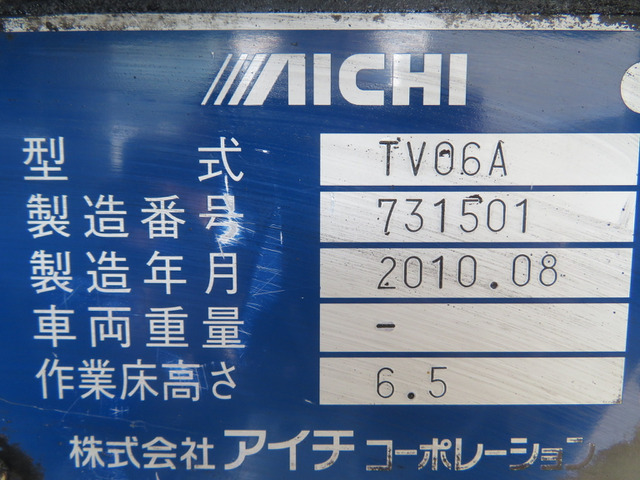 AICHI
型式 TV06A
製造番号 731501
製造年月 2010.08
車両重量 -
作業床高さ 6.5
株式会社アイチコーポレーション